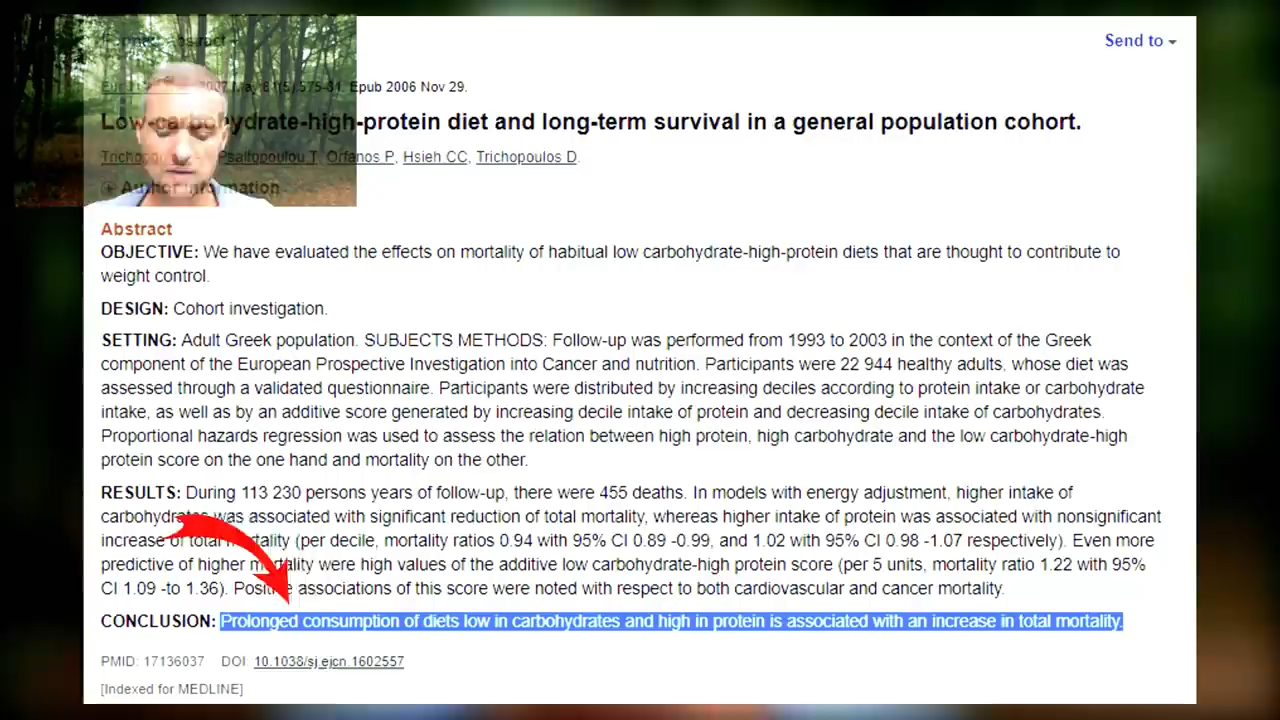 Send to
Epub 2006 Nov 29.
Low-carbohydrate-high-protein diet and long-term survival in a general population cohort.
Psaltopoulou T, Orfanos P, Hsieh CC, Trichopoulos D.
Author information
Abstract
OBJECTIVE: We have evaluated the effects on mortality of habitual low carbohydrate-high-protein diets that are thought to contribute to
weight control.
DESIGN: Cohort investigation.
SETTING: Adult Greek population. SUBJECTS METHODS: Follow-up was performed from 1993 to 2003 in the context of the Greek
component of the European Prospective Investigation into Cancer and nutrition. Participants were 22 944 healthy adults, whose diet was
assessed through a validated questionnaire. Participants were distributed by increasing deciles according to protein intake or carbohydrate
intake, as well as by an additive score generated by increasing decile intake of protein and decreasing decile intake of carbohydrates.
Proportional hazards regression was used to assess the relation between high protein, high carbohydrate and the low carbohydrate-high
protein score on the one hand and mortality on the other.
RESULTS: During 113 230 persons years of follow-up, there were 455 deaths. In models with energy adjustment, higher intake of
carbohydrates was associated with significant reduction of total mortality, whereas higher intake of protein was associated with nonsignificant
increase of total mortality (per decile, mortality ratios 0.94 with 95% CI 0.89 -0.99, and 1.02 with 95% CI 0.98 -1.07 respectively). Even more
predictive of higher mortality were high values of the additive low carbohydrate-high protein score (per 5 units, mortality ratio 1.22 with 95%
CI 1.09 -to 1.36). Positive associations of this score were noted with respect to both cardiovascular and cancer mortality.
CONCLUSION: Prolonged consumption of diets low in carbohydrates and high in protein is associated with an increase in total mortality.
PMID: 17136037 DOI: 10.1038/sj.ejcn.1602557
[Indexed for MEDLINE]